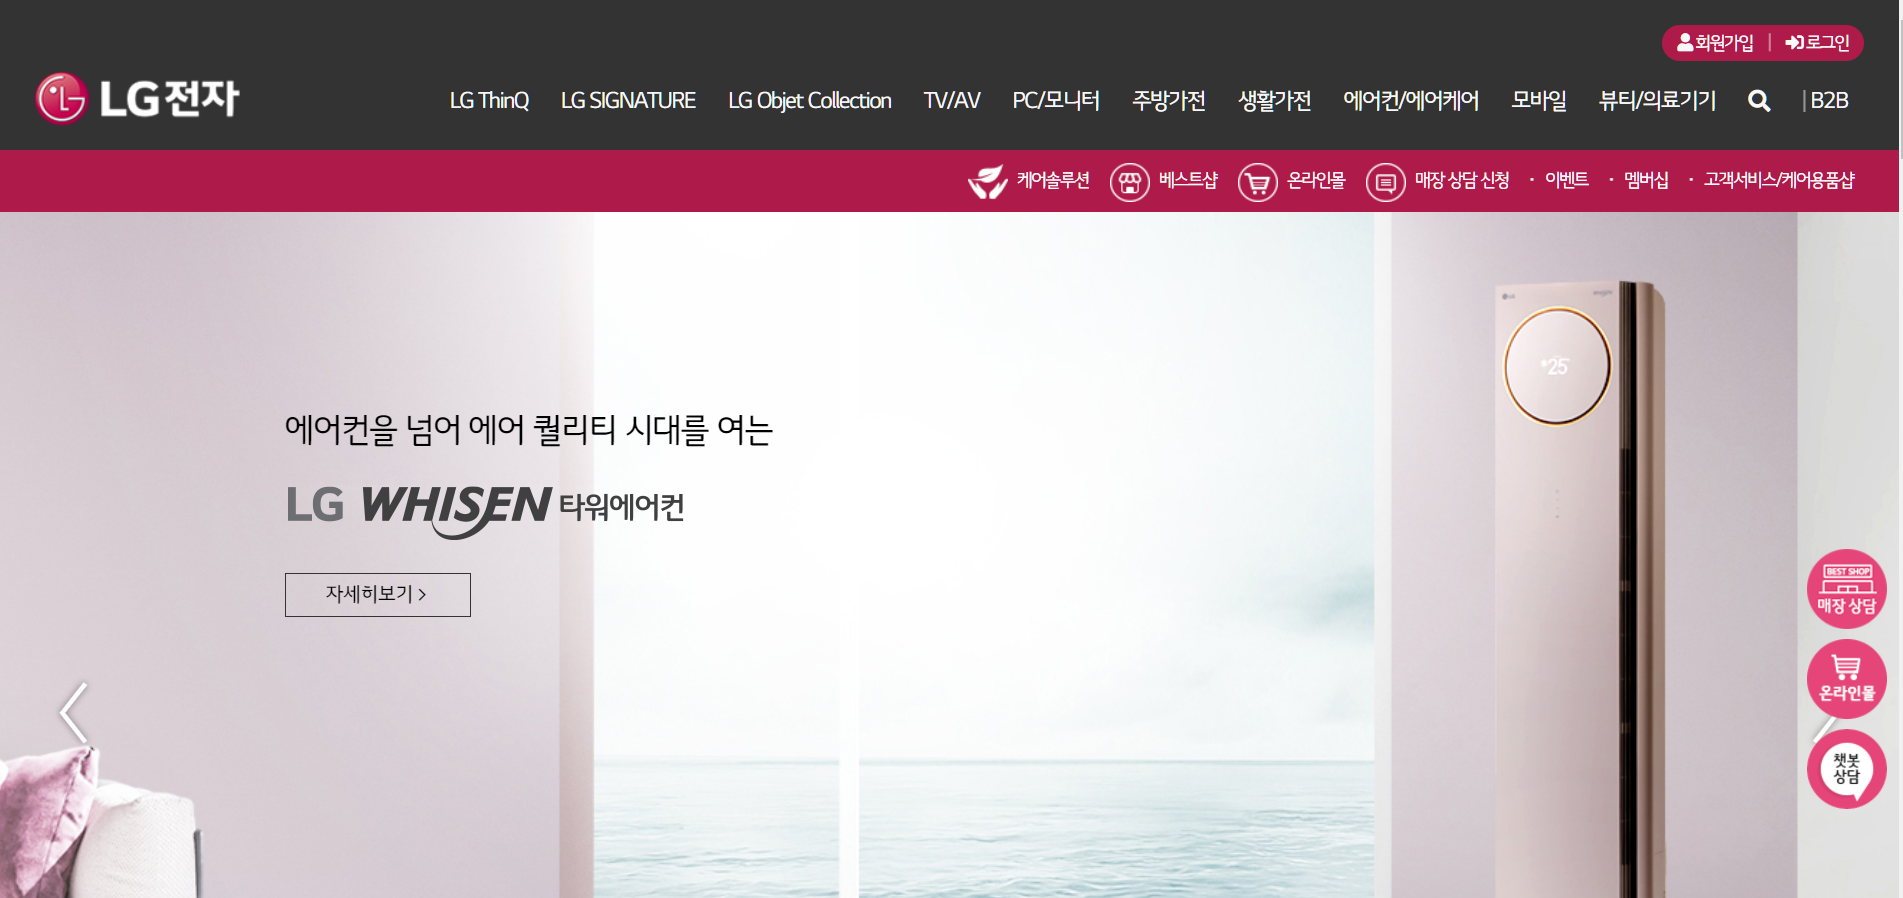 회원가입 | 로그인
LG전자
LG ThinQ LG SIGNATURE LG Objet Collection TV/AV PC/모니터 주방가전 생활가전 에어컨/에어케어 모바일 뷰티/의료기기 | B2B
케어솔루션 베스트샵 온라인몰 매장 상담 신청 · 이벤트 · 멤버십 · 고객서비스/케어용품샵
에어컨을 넘어 에어 퀄리티 시대를 여는
LG WHISEN 타워에어컨
자세히보기 >
LG
25
BEST SHOP
매장 상담
온라인몰
챗봇
상담